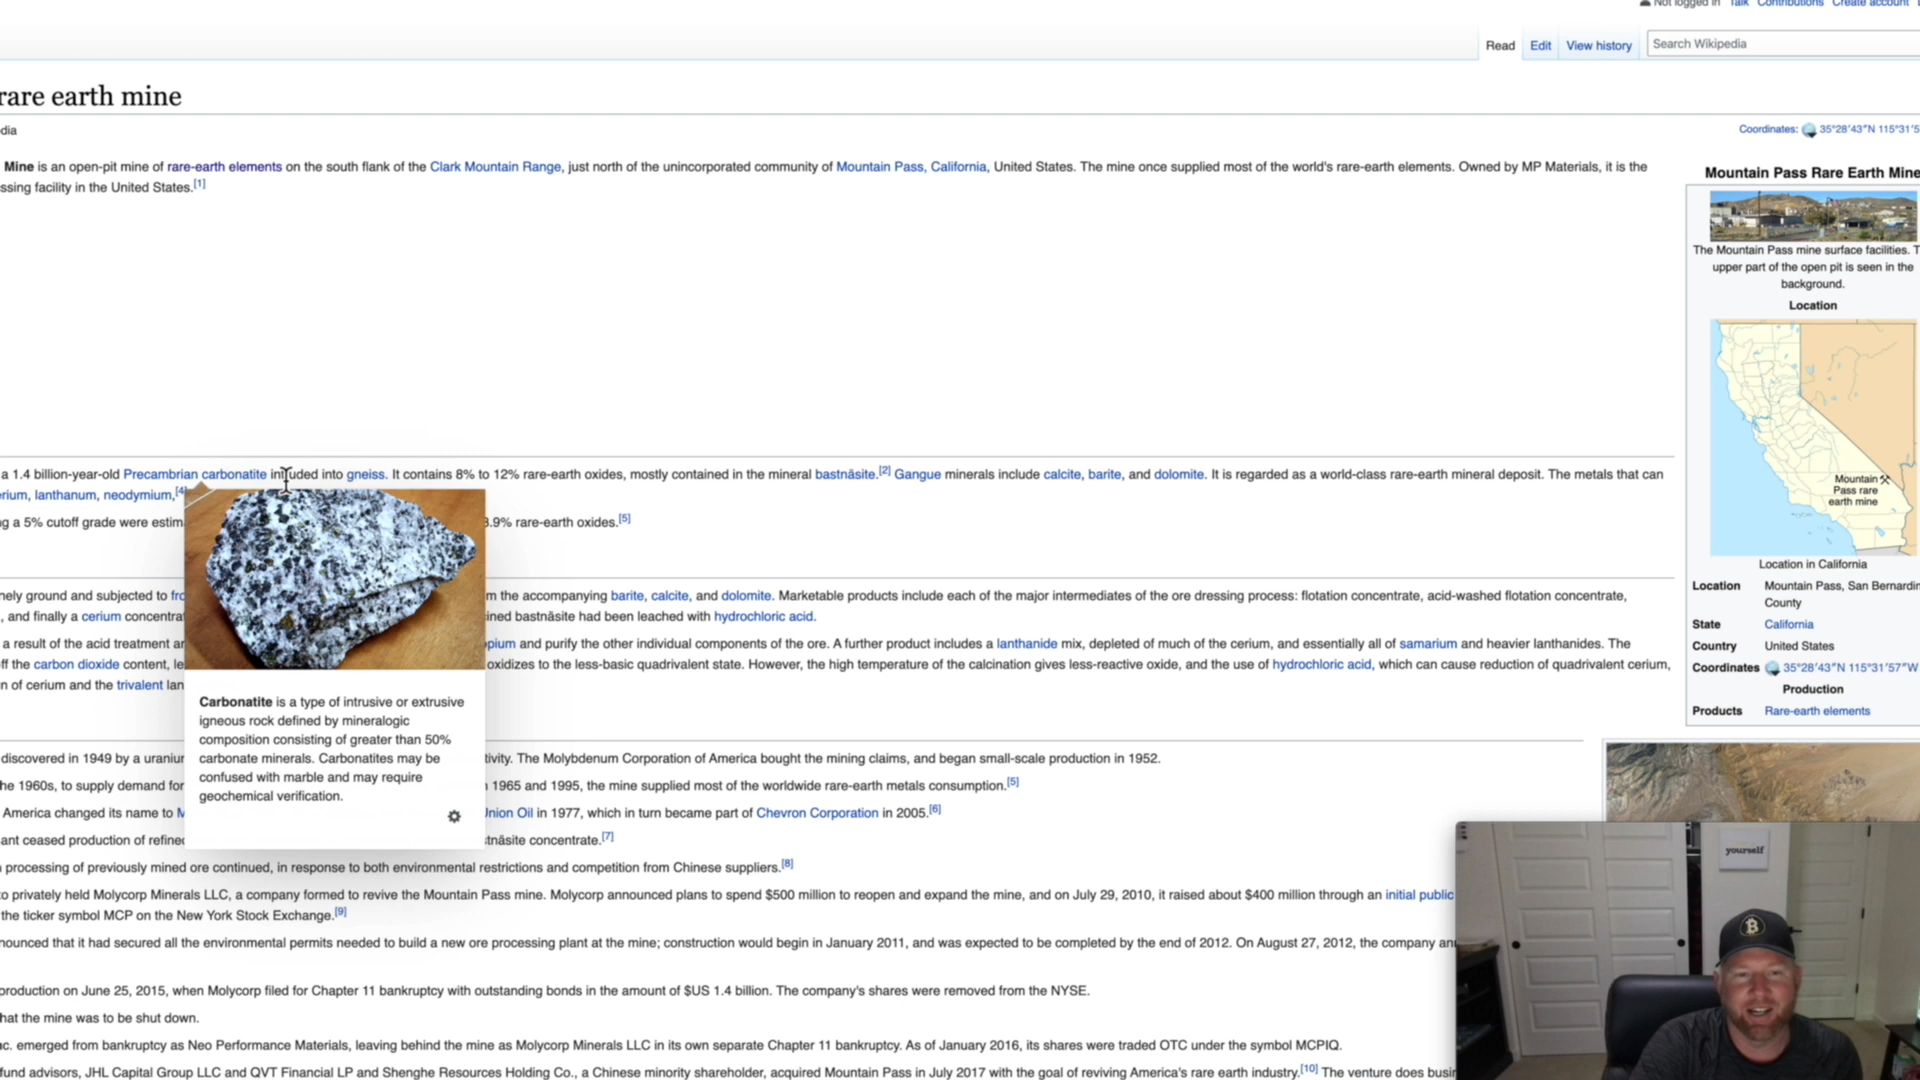 Not logged in Talk Contributions Create account
Read Edit View history Search Wikipedia
rare earth mine
dia
Coordinates: 35°28′43″N 115°31′5
Mine is an open-pit mine of rare-earth elements on the south flank of the Clark Mountain Range, just north of the unincorporated community of Mountain Pass, California, United States. The mine once supplied most of the world's rare-earth elements. Owned by MP Materials, it is the
ssing facility in the United States.[1]
Mountain Pass Rare Earth Mine
The Mountain Pass mine surface facilities. T
upper part of the open pit is seen in the
background.
Location
Mountain
Pass rare
earth mine
Location in California
Location Mountain Pass, San Bernardin
County
State California
Country United States
Coordinates 35°28′43″N 115°31′57″W
Production
Products Rare-earth elements
a 1.4 billion-year-old Precambrian carbonatite intruded into gneiss. It contains 8% to 12% rare-earth oxides, mostly contained in the mineral bastnäsite.[2] Gangue minerals include calcite, barite, and dolomite. It is regarded as a world-class rare-earth mineral deposit. The metals that can
erium, lanthanum, neodymium,[4]
g a 5% cutoff grade were estim 3.9% rare-earth oxides.[5]
nely ground and subjected to fro m the accompanying barite, calcite, and dolomite. Marketable products include each of the major intermediates of the ore dressing process: flotation concentrate, acid-washed flotation concentrate,
, and finally a cerium concentra ined bastnäsite had been leached with hydrochloric acid.
a result of the acid treatment ar opium and purify the other individual components of the ore. A further product includes a lanthanide mix, depleted of much of the cerium, and essentially all of samarium and heavier lanthanides. The
ff the carbon dioxide content, le oxidizes to the less-basic quadrivalent state. However, the high temperature of the calcination gives less-reactive oxide, and the use of hydrochloric acid, which can cause reduction of quadrivalent cerium,
n of cerium and the trivalent lan
Carbonatite is a type of intrusive or extrusive
igneous rock defined by mineralogic
composition consisting of greater than 50%
carbonate minerals. Carbonatites may be
confused with marble and may require
geochemical verification.
discovered in 1949 by a uraniur tivity. The Molybdenum Corporation of America bought the mining claims, and began small-scale production in 1952.
he 1960s, to supply demand for 1965 and 1995, the mine supplied most of the worldwide rare-earth metals consumption.[5]
America changed its name to M Union Oil in 1977, which in turn became part of Chevron Corporation in 2005.[6]
ant ceased production of refined stnäsite concentrate.[7]
processing of previously mined ore continued, in response to both environmental restrictions and competition from Chinese suppliers.[8]
to privately held Molycorp Minerals LLC, a company formed to revive the Mountain Pass mine. Molycorp announced plans to spend $500 million to reopen and expand the mine, and on July 29, 2010, it raised about $400 million through an initial public
the ticker symbol MCP on the New York Stock Exchange.[9]
nounced that it had secured all the environmental permits needed to build a new ore processing plant at the mine; construction would begin in January 2011, and was expected to be completed by the end of 2012. On August 27, 2012, the company an
production on June 25, 2015, when Molycorp filed for Chapter 11 bankruptcy with outstanding bonds in the amount of $US 1.4 billion. The company's shares were removed from the NYSE.
hat the mine was to be shut down.
nc. emerged from bankruptcy as Neo Performance Materials, leaving behind the mine as Molycorp Minerals LLC in its own separate Chapter 11 bankruptcy. As of January 2016, its shares were traded OTC under the symbol MCPIQ.
fund advisors, JHL Capital Group LLC and QVT Financial LP and Shenghe Resources Holding Co., a Chinese minority shareholder, acquired Mountain Pass in July 2017 with the goal of reviving America's rare earth industry.[10] The venture does busi
yourself